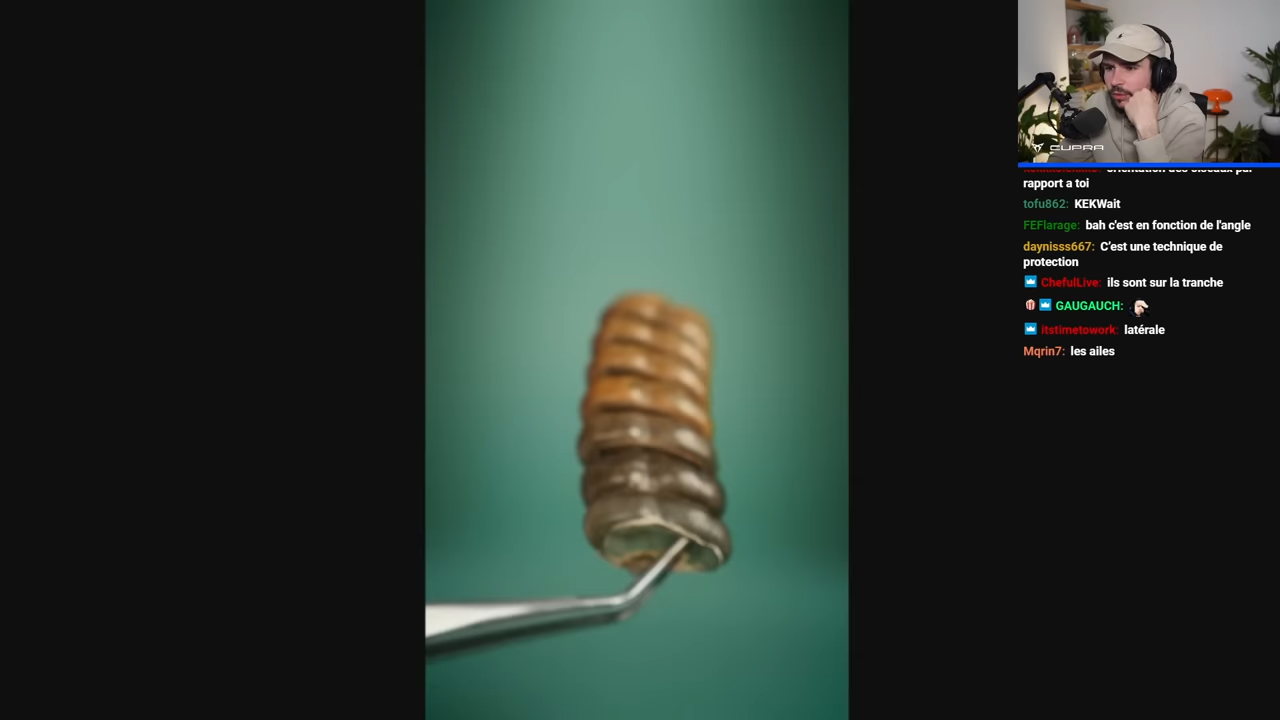 CUPRA
rapport a toi
tofu862: KEKWait
FEFlarage: bah c'est en fonction de l'angle
daynisss667: C'est une technique de
protection
ChefulLive: ils sont sur la tranche
GAUGAUCH:
itstimetowork: latérale
Mqrin7: les ailes